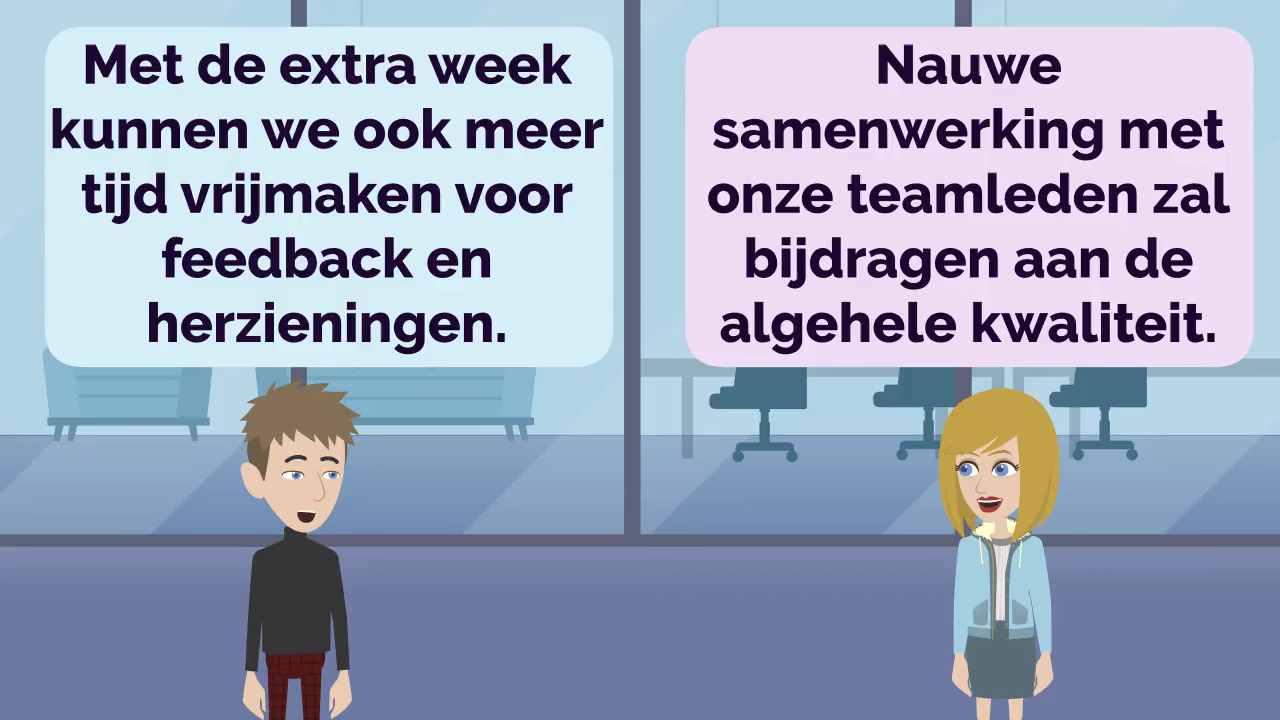 Met de extra week
kunnen we ook meer
tijd vrijmaken voor
feedback en
herzieningen.
Nauwe
samenwerking met
onze teamleden zal
bijdragen aan de
algehele kwaliteit.